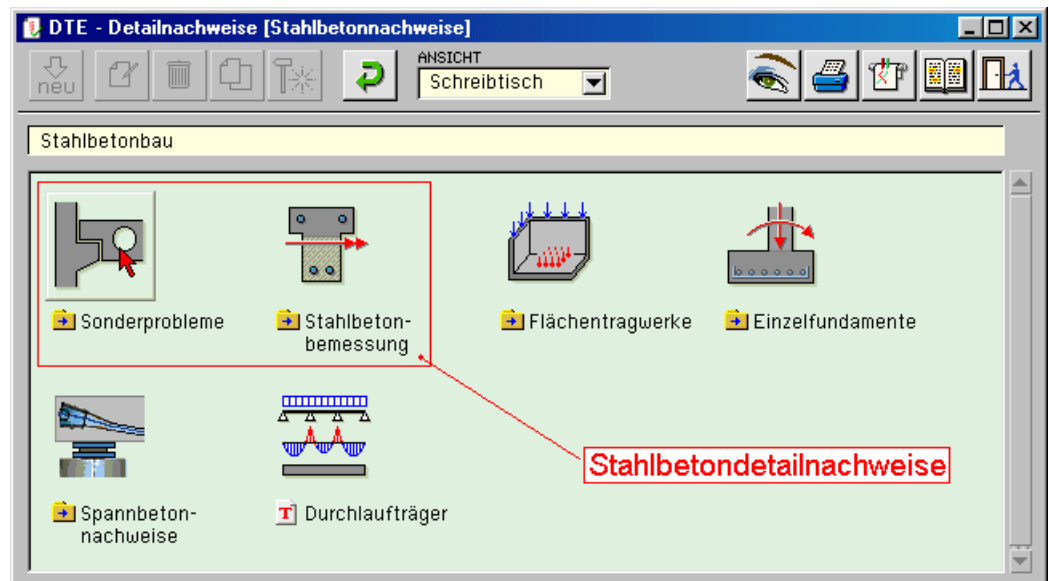 DTE - Detailnachweise [Stahlbetonnachweise]
neu
ANSICHT
Schreibtisch
Stahlbetonbau
Sonderprobleme
Stahlbeton-
bemessung
Flächentragwerke
Einzelfundamente
Stahlbetondetailnachweise
Spannbeton-
nachweise
T Durchlaufträger